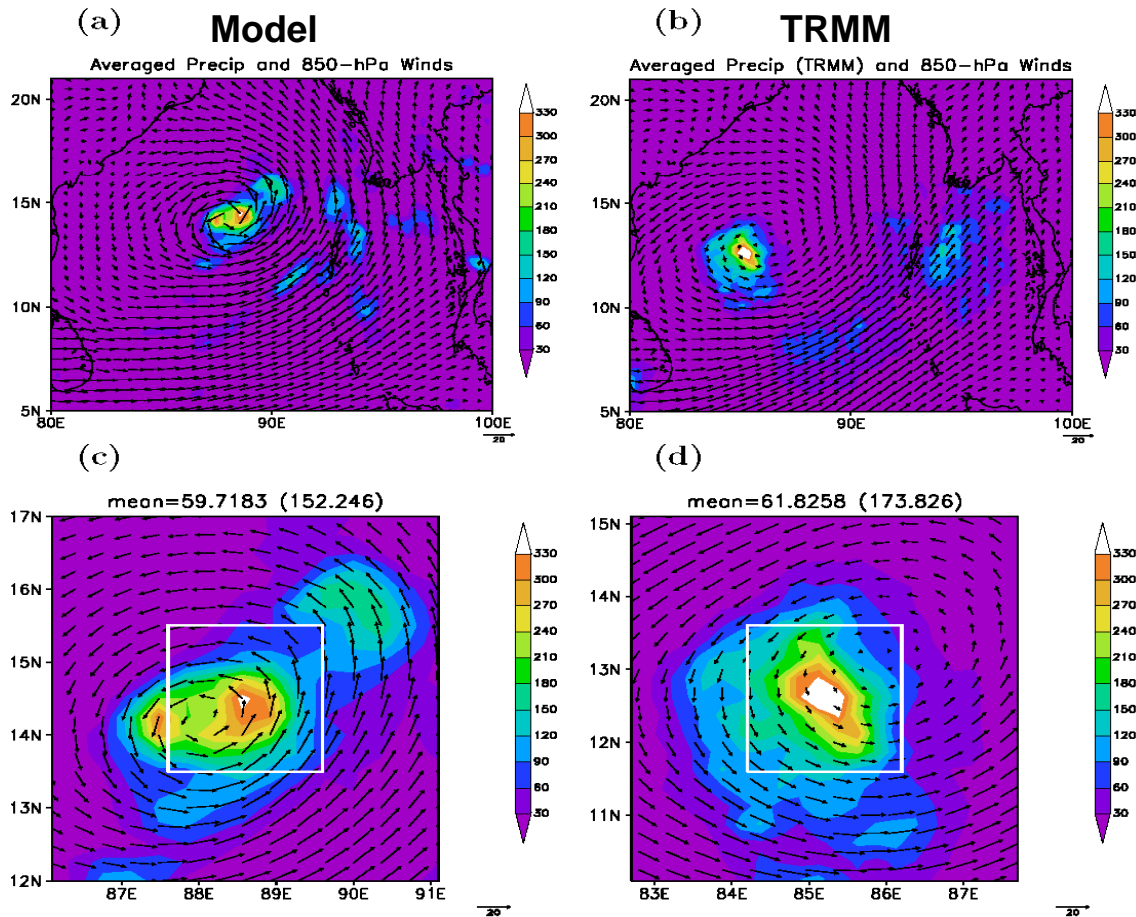 (a) Model
Averaged Precip and 850-hPa Winds
20N
15N
10N
5N
80E 90E 100E
20
330
300
270
240
210
180
150
120
90
60
30
(b) TRMM
Averaged Precip (TRMM) and 850-hPa Winds
20N
15N
10N
5N
80E 90E 100E
20
330
300
270
240
210
180
150
120
90
60
30
(c)
mean=59.7183 (152.246)
17N
16N
15N
14N
13N
12N
87E 88E 89E 90E 91E
20
330
300
270
240
210
180
150
120
90
60
30
(d)
mean=61.8258 (173.826)
15N
14N
13N
12N
11N
83E 84E 85E 86E 87E
20
330
300
270
240
210
180
150
120
90
60
30